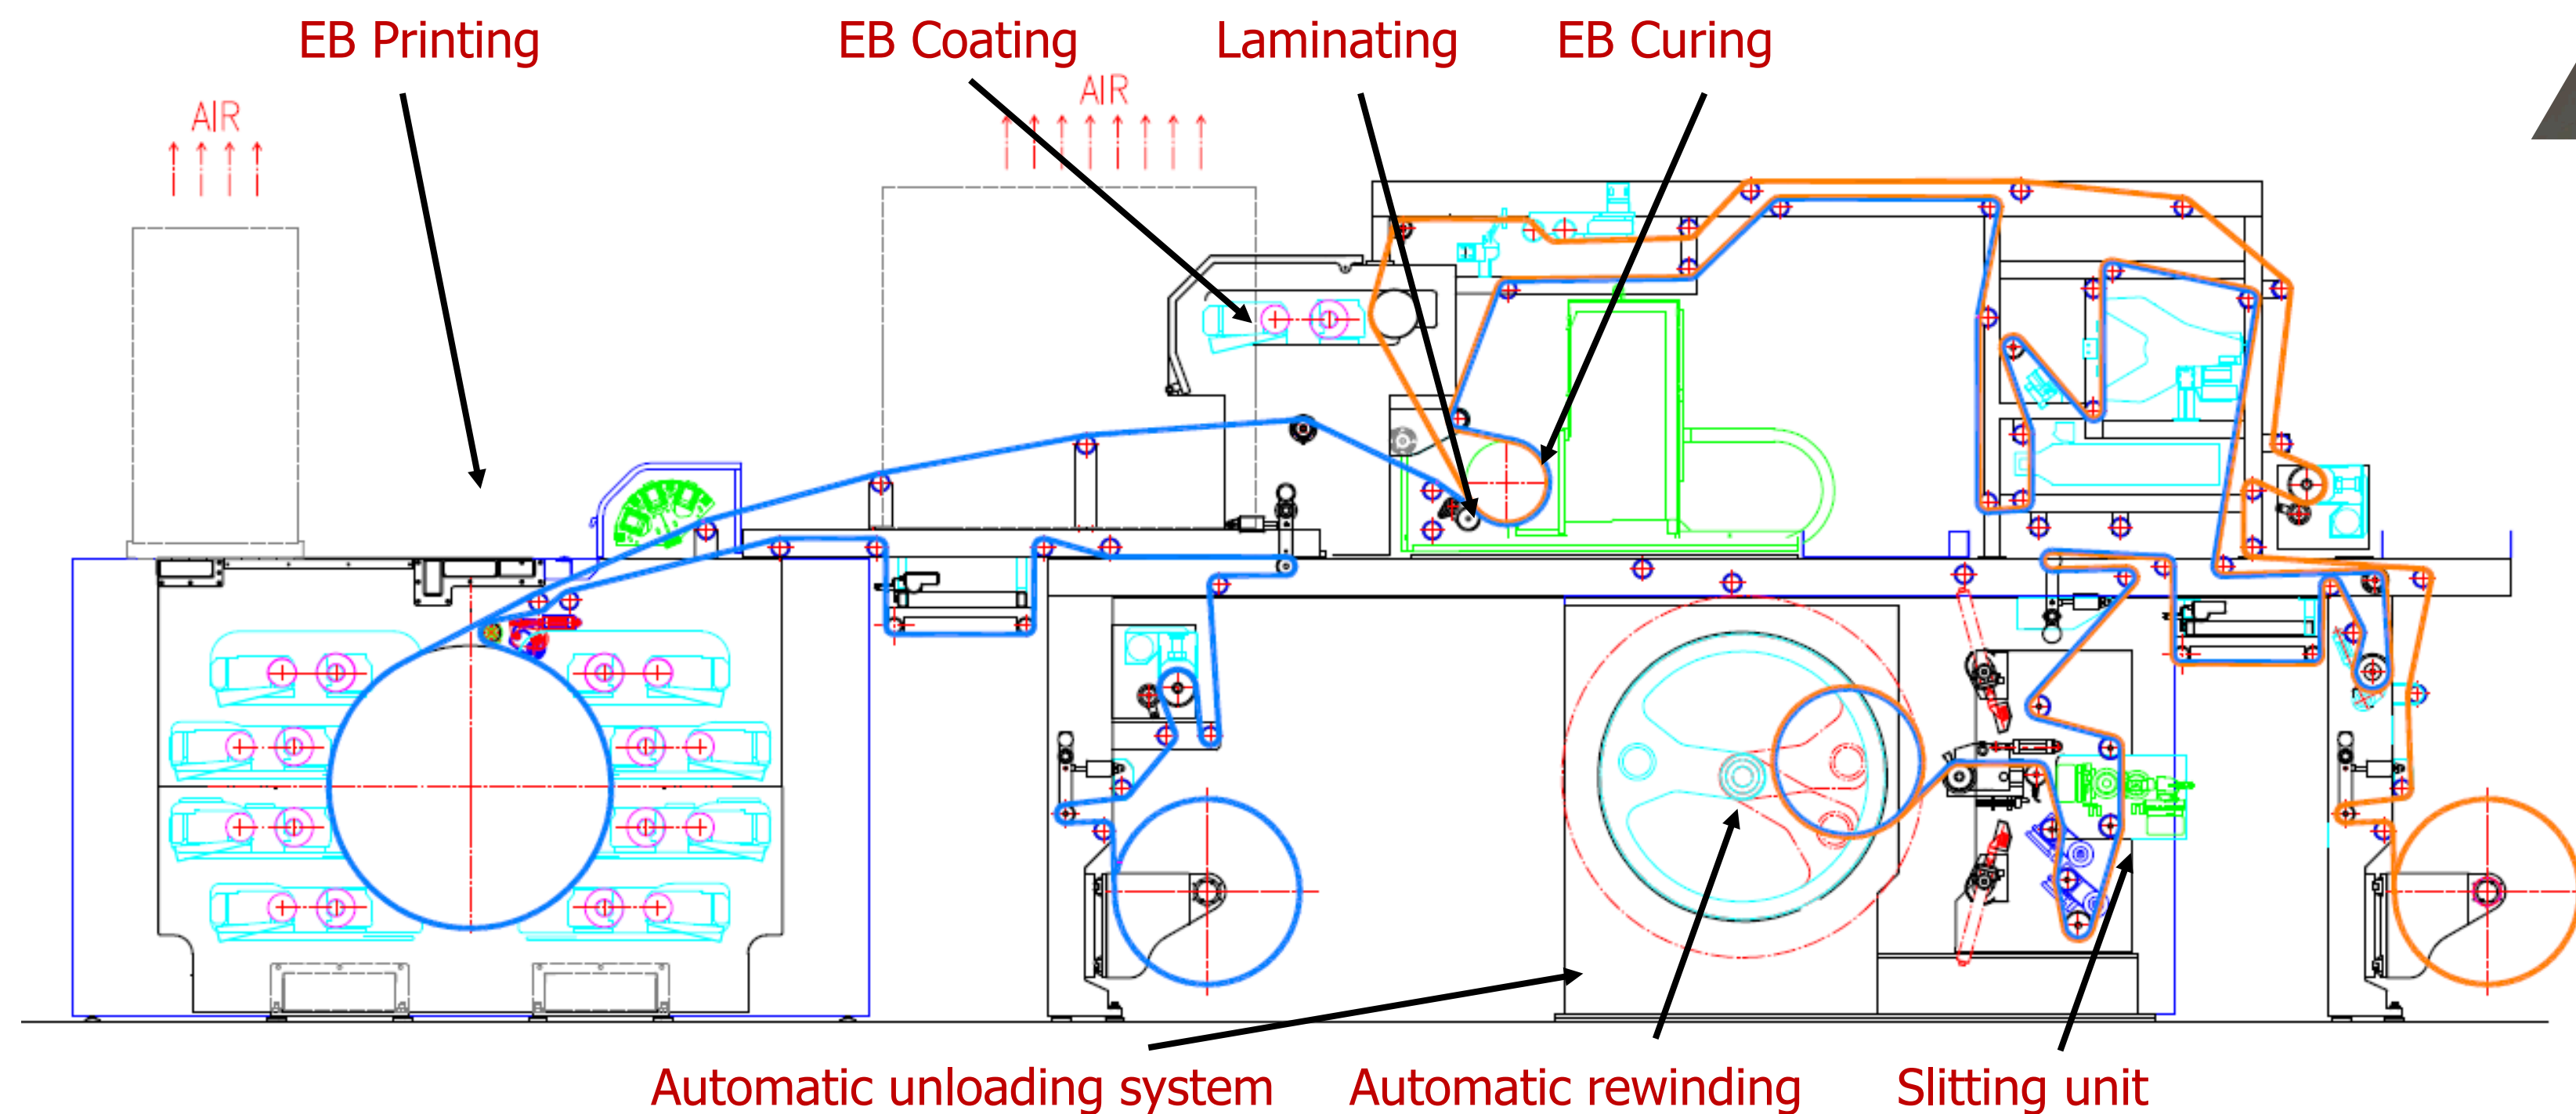 EB Printing
EB Coating
Laminating
EB Curing
AIR
AIR
Automatic unloading system
Automatic rewinding
Slitting unit